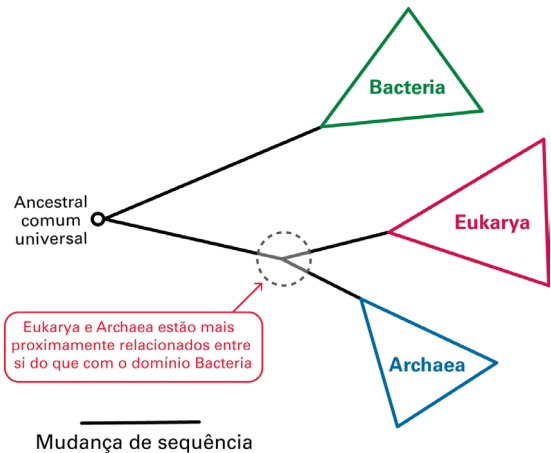 Bacteria
Ancestral
comum
universal
Eukarya
Eukarya e Archaea estão mais
proximamente relacionados entre
si do que com o domínio Bacteria
Archaea
Mudança de sequência